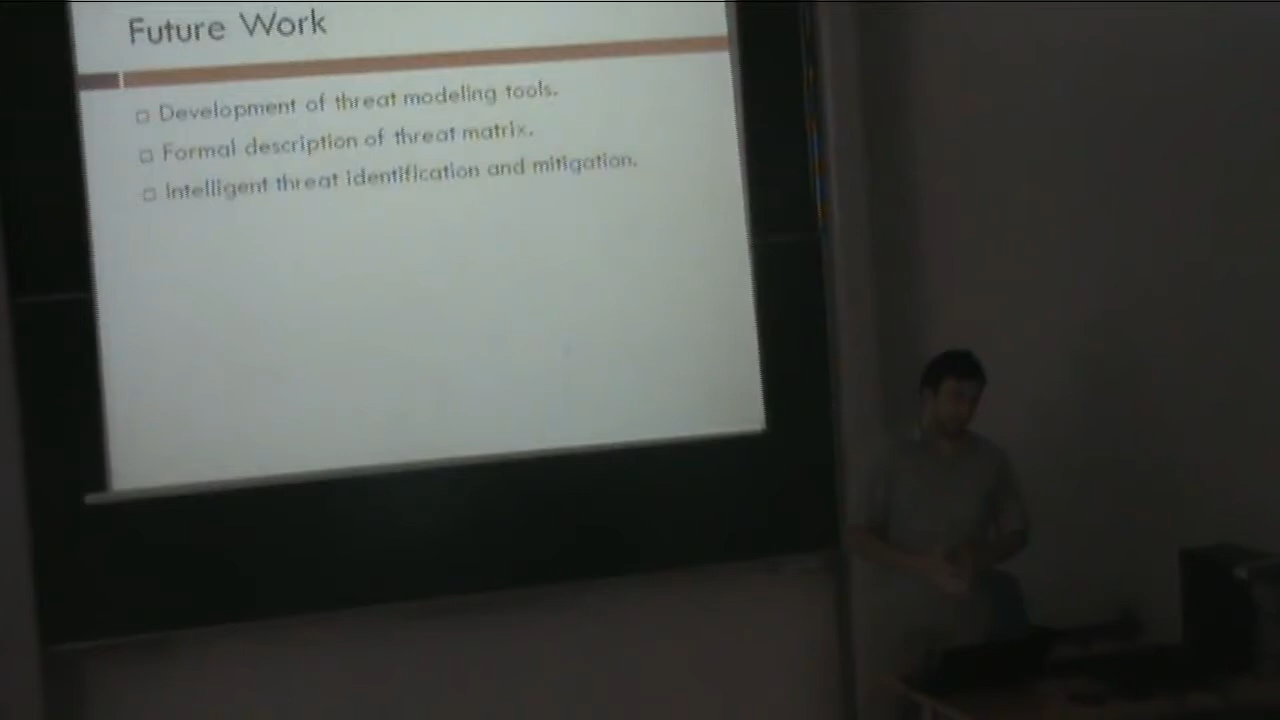 Future Work
Development of threat modeling tools.
Formal description of threat matrix.
Intelligent threat identification and mitigation.